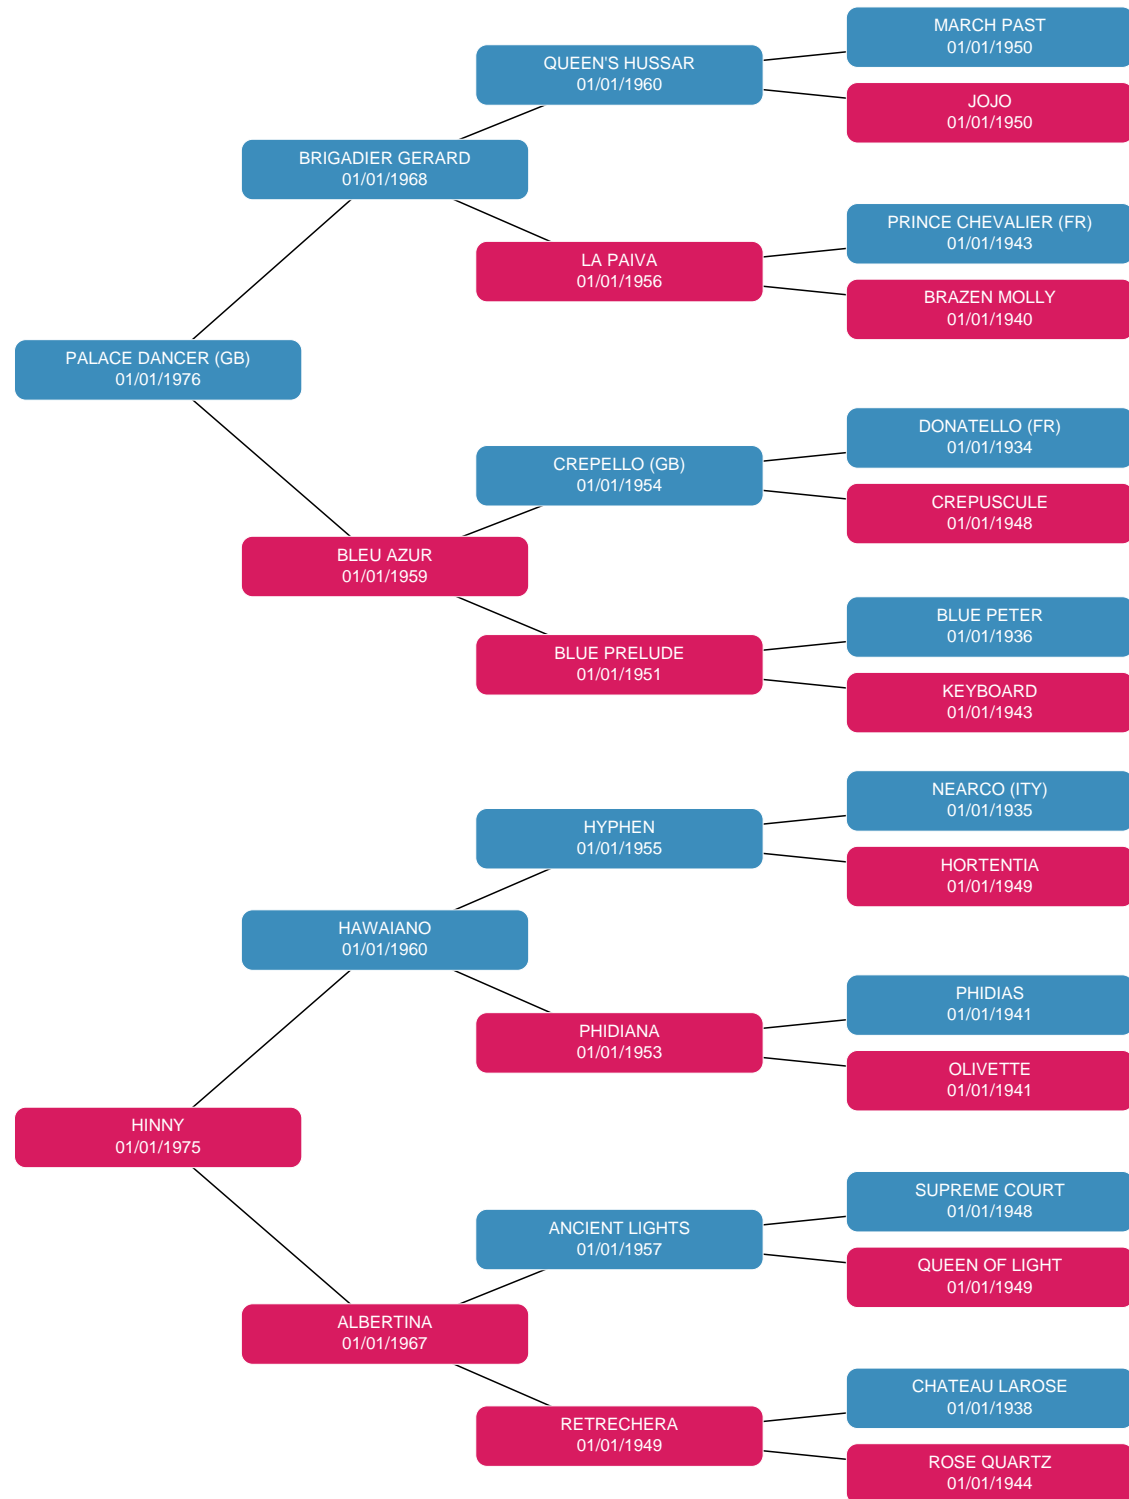 MARCH PAST
01/01/1950
QUEEN'S HUSSAR
01/01/1960
JOJO
01/01/1950
BRIGADIER GERARD
01/01/1968
PRINCE CHEVALIER (FR)
01/01/1943
LA PAIVA
01/01/1956
BRAZEN MOLLY
01/01/1940
PALACE DANCER (GB)
01/01/1976
DONATELLO (FR)
01/01/1934
CREPELLO (GB)
01/01/1954
CREPUSCULE
01/01/1948
BLEU AZUR
01/01/1959
BLUE PETER
01/01/1936
BLUE PRELUDE
01/01/1951
KEYBOARD
01/01/1943
NEARCO (ITY)
01/01/1935
HYPHEN
01/01/1955
HORTENTIA
01/01/1949
HAWAIANO
01/01/1960
PHIDIAS
01/01/1941
PHIDIANA
01/01/1953
OLIVETTE
01/01/1941
HINNY
01/01/1975
SUPREME COURT
01/01/1948
ANCIENT LIGHTS
01/01/1957
QUEEN OF LIGHT
01/01/1949
ALBERTINA
01/01/1967
CHATEAU LAROSE
01/01/1938
RETRECHERA
01/01/1949
ROSE QUARTZ
01/01/1944